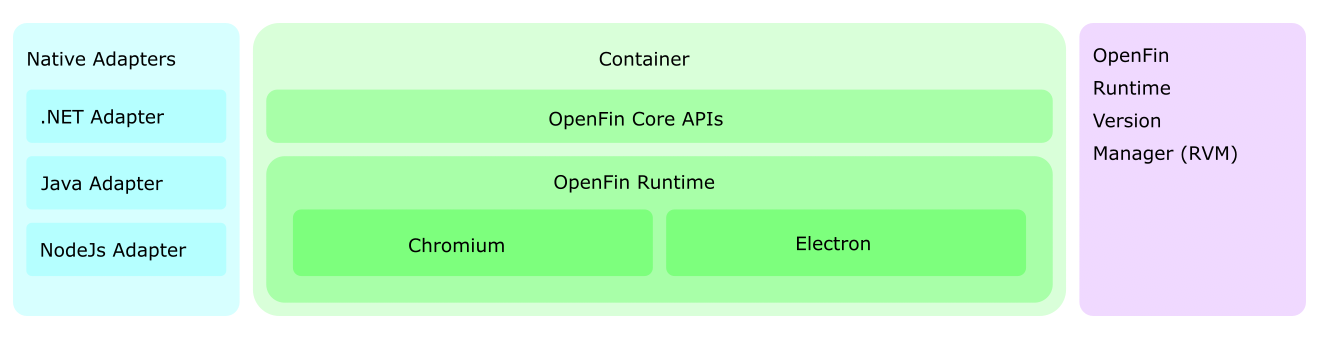 Native Adapters
.NET Adapter
Java Adapter
NodeJs Adapter
Container
OpenFin Core APIs
OpenFin Runtime
Chromium
Electron
OpenFin
Runtime
Version
Manager (RVM)